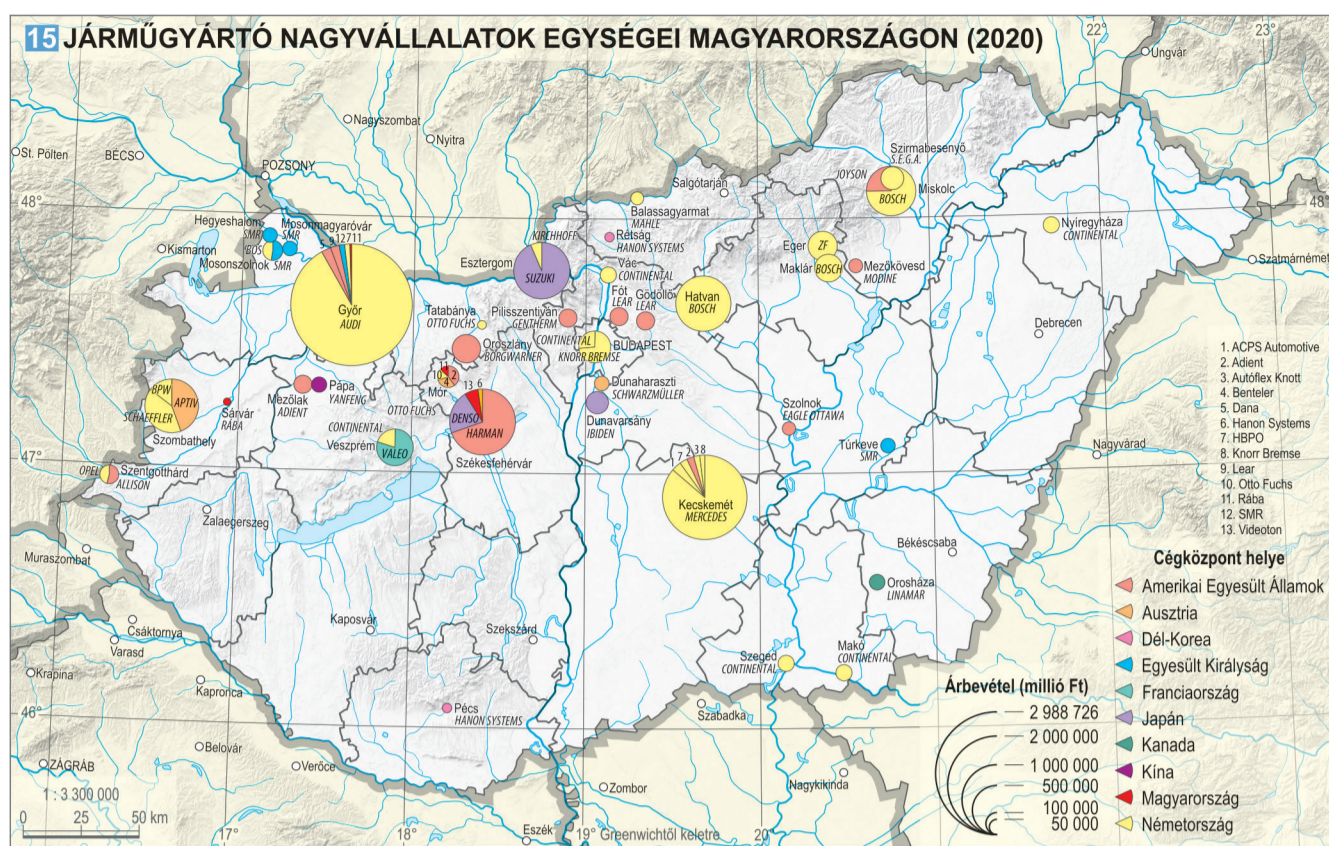 15 JÁRMŰGYÁRTÓ NAGYVÁLLALATOK EGYSÉGEI MAGYARORSZÁGON (2020)
22°
23°
Ungvár
Nagyszombat
Nyitra
St. Pölten
BÉCS
POZSONY
Szirmabesenyő
S.E.G.A.
JOYSON
BOSCH
Miskolc
Salgótarján
48°
48°
Balassagyarmat
MAHLE
Hegyeshalom
SMR
Mosonmagyaróvár
SMR
BOS
Mosonszolnok
SMR
Kismarton
5 9 12 7 11
Győr
AUDI
KIRCHHOFF
Esztergom
SUZUKI
Rétság
HANON SYSTEMS
Vác
CONTINENTAL
Eger
ZF
Maklár
BOSCH
Mezőkövesd
MODINE
Nyíregyháza
CONTINENTAL
Szatmárnémeti
Fót
LEAR
Gödöllő
LEAR
Hatvan
BOSCH
Tatabánya
OTTO FUCHS
Pilisszentiván
GENTHERM
CONTINENTAL
KNORR BREMSE
BUDAPEST
Debrecen
Oroszlány
BORGWARNER
11
10 2
4
Mór
OTTO FUCHS
13 6
DENSO
HARMAN
Székesfehérvár
Dunaharaszti
SCHWARZMÜLLER
Dunavarsány
IBIDEN
Szolnok
EAGLE OTTAWA
Túrkeve
SMR
Nagyvárad
BPW
APTIV
SCHAEFFLER
Szombathely
Sárvár
RÁBA
Mezőlak
ADIENT
Pápa
YANFENG
CONTINENTAL
Veszprém
VALEO
47°
47°
OPEL
Szentgotthárd
ALLISON
Zalaegerszeg
1 7 2 3 8
Kecskemét
MERCEDES
Békéscsaba
Orosháza
LINAMAR
Muraszombat
Csáktornya
Varasd
Kaposvár
Szekszárd
Szeged
CONTINENTAL
Makó
CONTINENTAL
Krapina
Kapronca
46°
46°
Pécs
HANON SYSTEMS
Szabadka
Belovár
ZÁGRÁB
Verőce
Zombor
Nagykikinda
Eszék
1 : 3 300 000
0 25 50 km
17°
18°
19°
Greenwichtől keletre
20°
1. ACPS Automotive
2. Adient
3. Autóflex Knott
4. Benteler
5. Dana
6. Hanon Systems
7. HBPO
8. Knorr Bremse
9. Lear
10. Otto Fuchs
11. Rába
12. SMR
13. Videoton
Cégközpont helye
Amerikai Egyesült Államok
Ausztria
Dél-Korea
Egyesült Királyság
Franciaország
Japán
Kanada
Kína
Magyarország
Németország
Árbevétel (millió Ft)
2 988 726
2 000 000
1 000 000
500 000
100 000
50 000